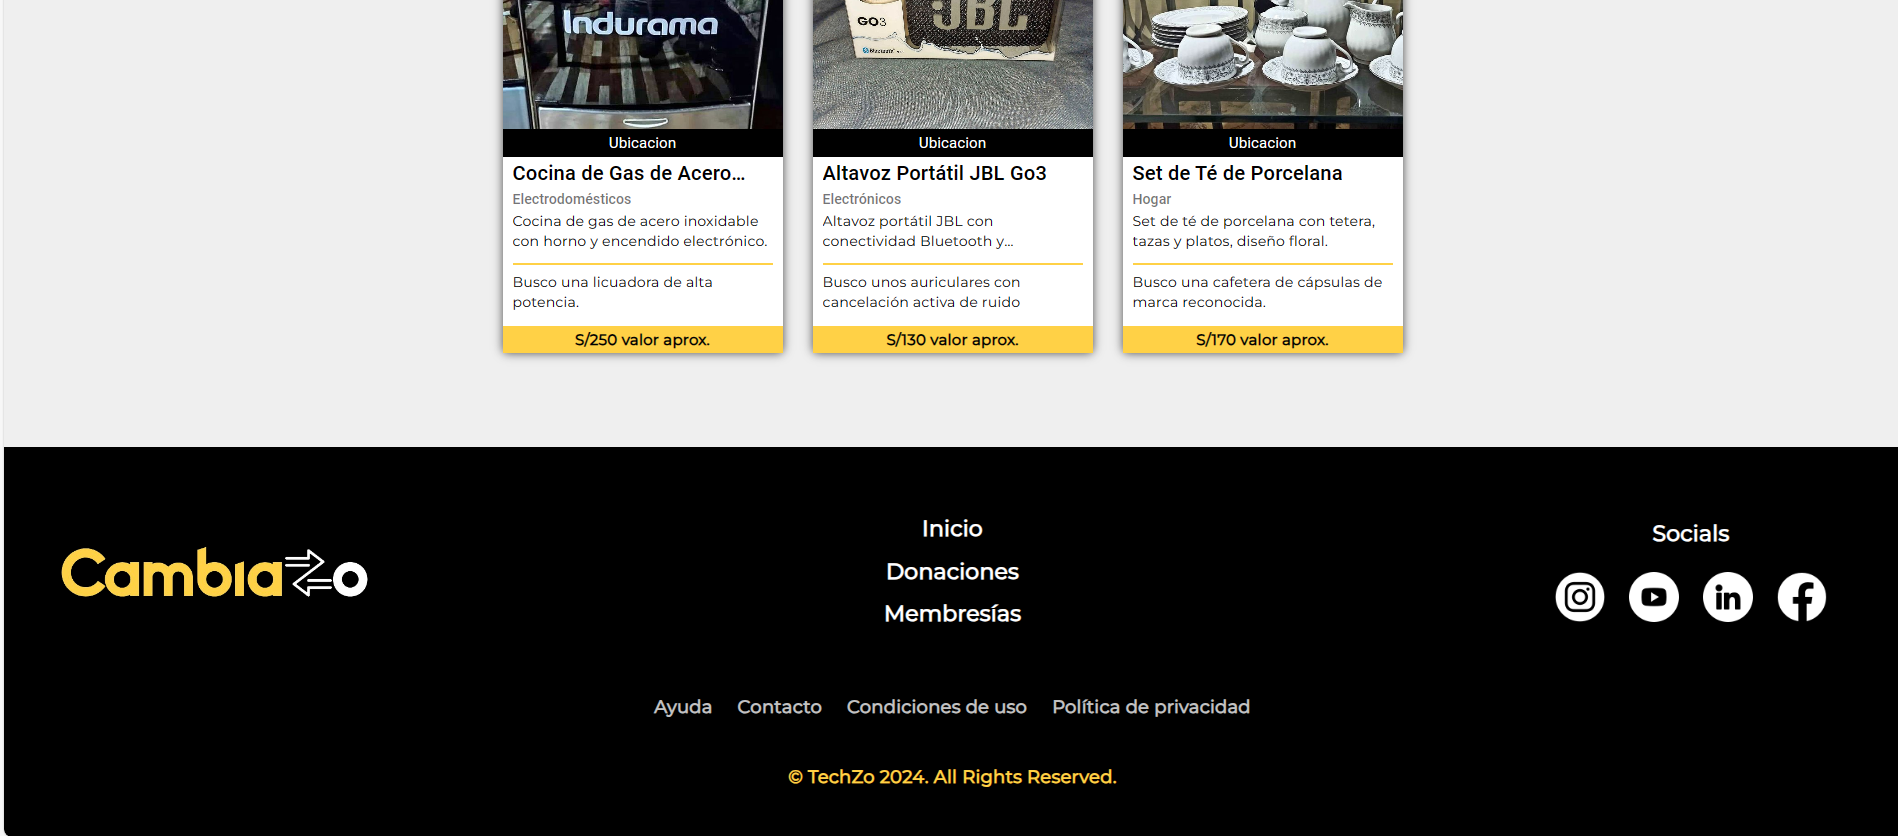 Indurama
GO3
JBL
Bluetooth
Ubicacion
Cocina de Gas de Acero...
Electrodomésticos
Cocina de gas de acero inoxidable
con horno y encendido electrónico.
Busco una licuadora de alta
potencia.
S/250 valor aprox.
Ubicacion
Altavoz Portátil JBL Go3
Electrónicos
Altavoz portátil JBL con
conectividad Bluetooth y...
Busco unos auriculares con
cancelación activa de ruido
S/130 valor aprox.
Ubicacion
Set de Té de Porcelana
Hogar
Set de té de porcelana con tetera,
tazas y platos, diseño floral.
Busco una cafetera de cápsulas de
marca reconocida.
S/170 valor aprox.
Cambiazo
Inicio
Donaciones
Membresías
Socials
Ayuda Contacto Condiciones de uso Política de privacidad
© TechZo 2024. All Rights Reserved.